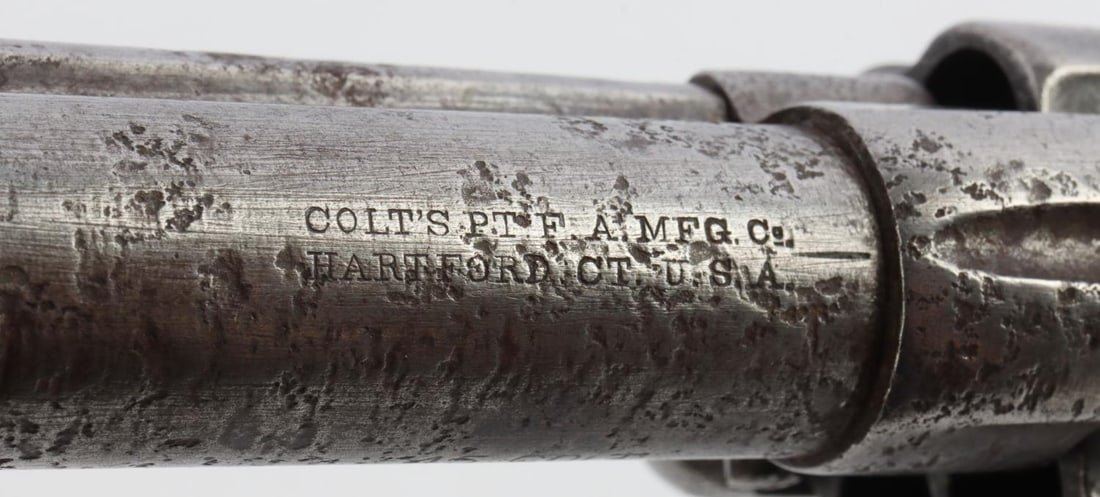 COLT'S PT. F. A. MFG. Co.
HARTFORD. CT. U. S. A.